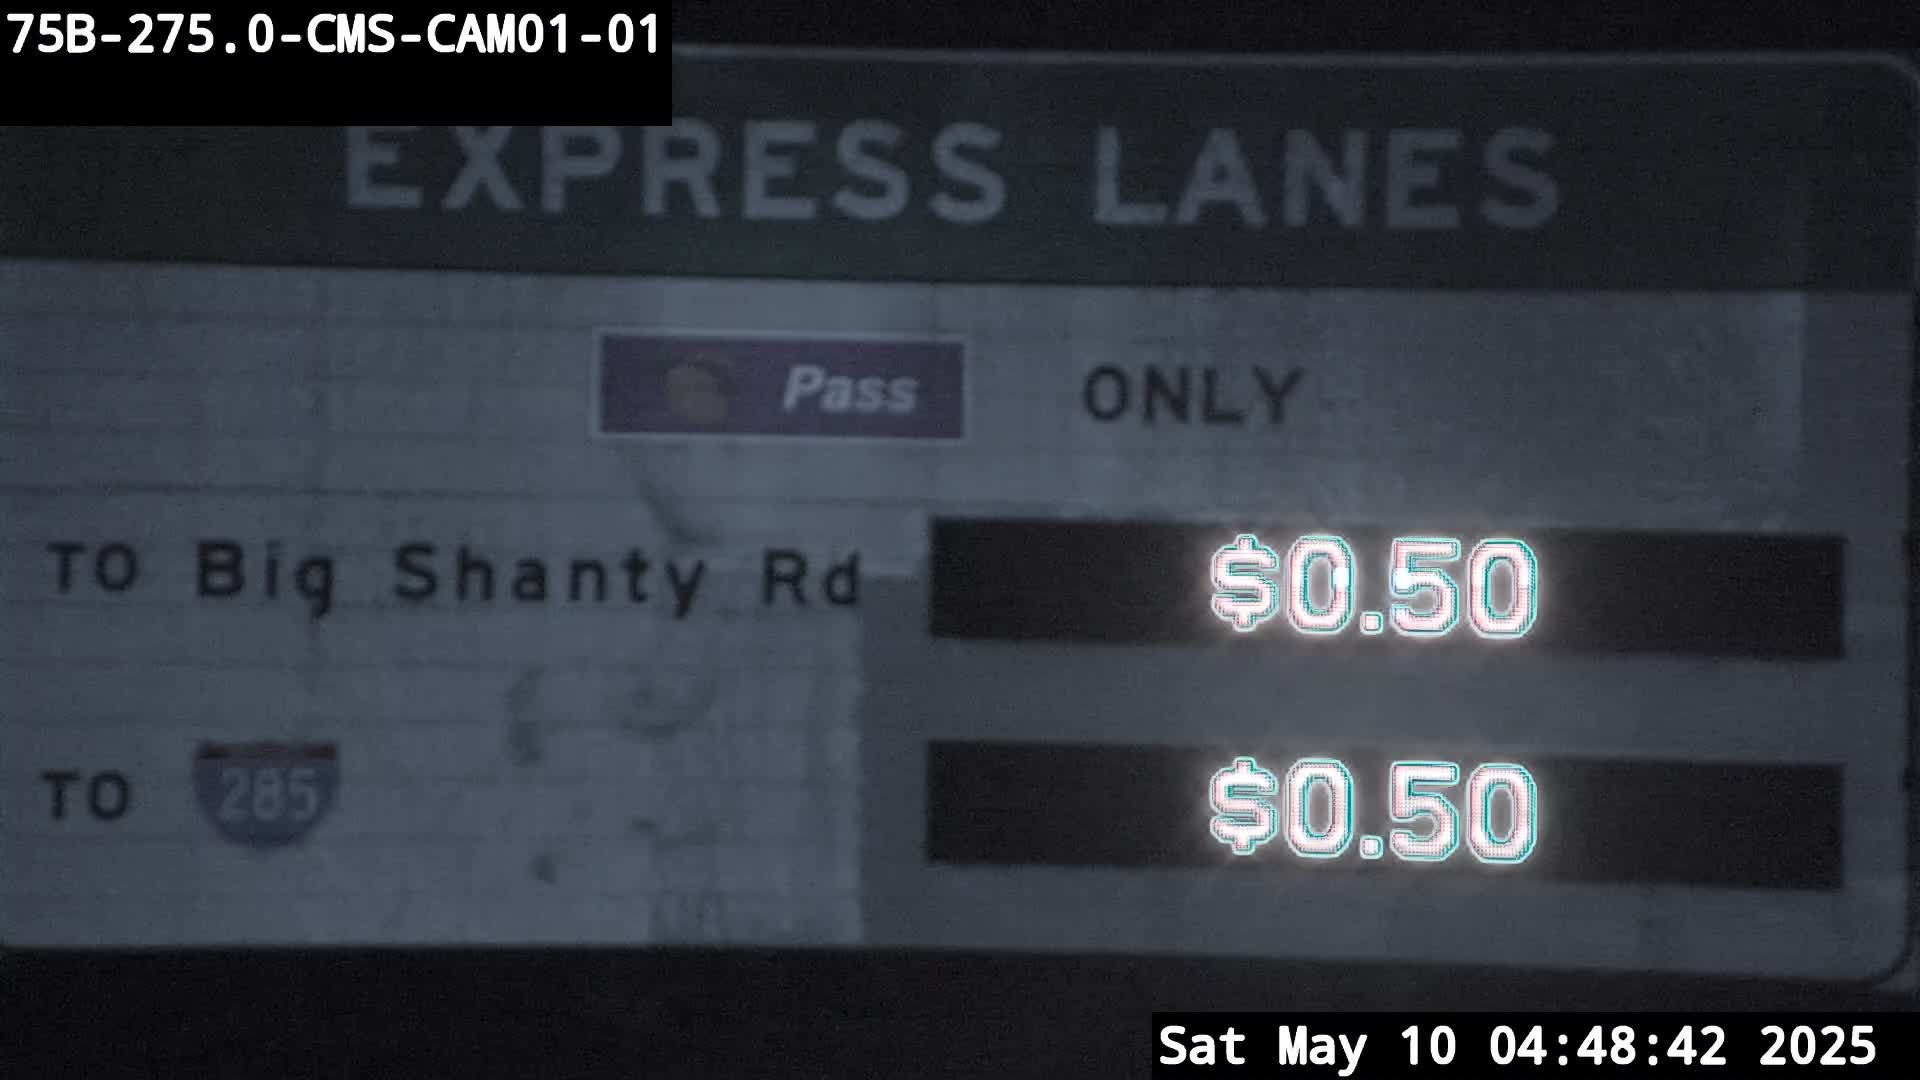 75B-275.0-CMS-CAM01-01
EXPRESS LANES
Pass ONLY
TO Big Shanty Rd $0.50
TO 285 $0.50
Sat May 10 04:48:42 2025